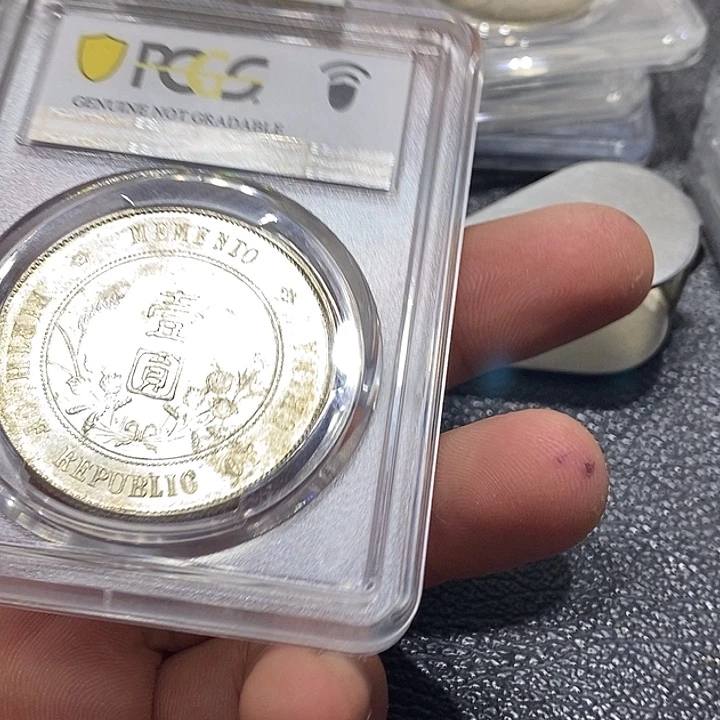 PCGS
GENUINE NOT GRADABLE
MEMENTO
壹
圓
REPUBLIC